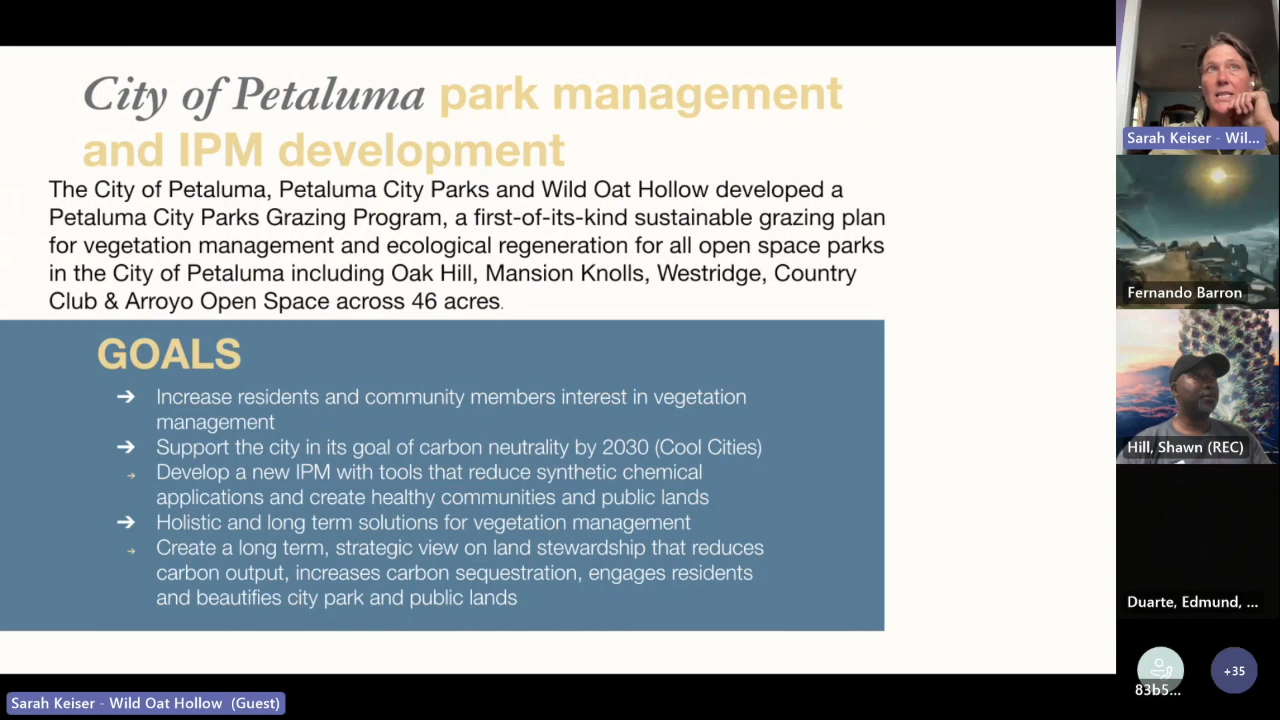 City of Petaluma park management
and IPM development
The City of Petaluma, Petaluma City Parks and Wild Oat Hollow developed a
Petaluma City Parks Grazing Program, a first-of-its-kind sustainable grazing plan
for vegetation management and ecological regeneration for all open space parks
in the City of Petaluma including Oak Hill, Mansion Knolls, Westridge, Country
Club & Arroyo Open Space across 46 acres.
GOALS
➔ Increase residents and community members interest in vegetation
management
➔ Support the city in its goal of carbon neutrality by 2030 (Cool Cities)
➔ Develop a new IPM with tools that reduce synthetic chemical
applications and create healthy communities and public lands
➔ Holistic and long term solutions for vegetation management
➔ Create a long term, strategic view on land stewardship that reduces
carbon output, increases carbon sequestration, engages residents
and beautifies city park and public lands
Sarah Keiser - Wild Oat Hollow (Guest)
Sarah Keiser - Wil...
Fernando Barron
Hill, Shawn (REC)
Duarte, Edmund, ...
83b5...
+35